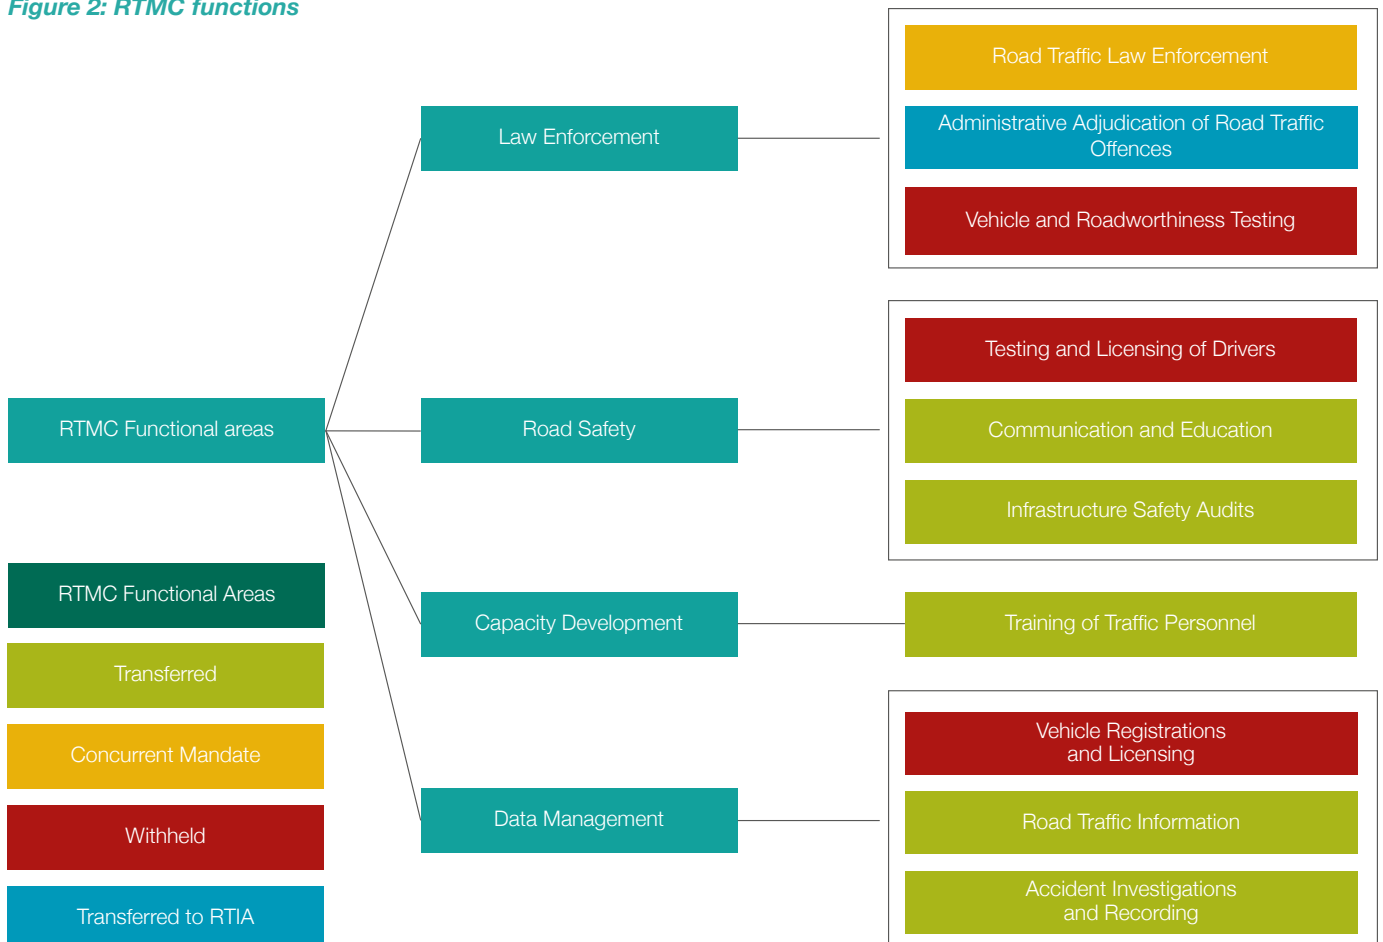 Figure 2: RTMC functions
RTMC Functional areas
Law Enforcement
Road Traffic Law Enforcement
Administrative Adjudication of Road Traffic
Offences
Vehicle and Roadworthiness Testing
Road Safety
Testing and Licensing of Drivers
Communication and Education
Infrastructure Safety Audits
Capacity Development
Training of Traffic Personnel
Data Management
Vehicle Registrations
and Licensing
Road Traffic Information
Accident Investigations
and Recording
RTMC Functional Areas
Transferred
Concurrent Mandate
Withheld
Transferred to RTIA